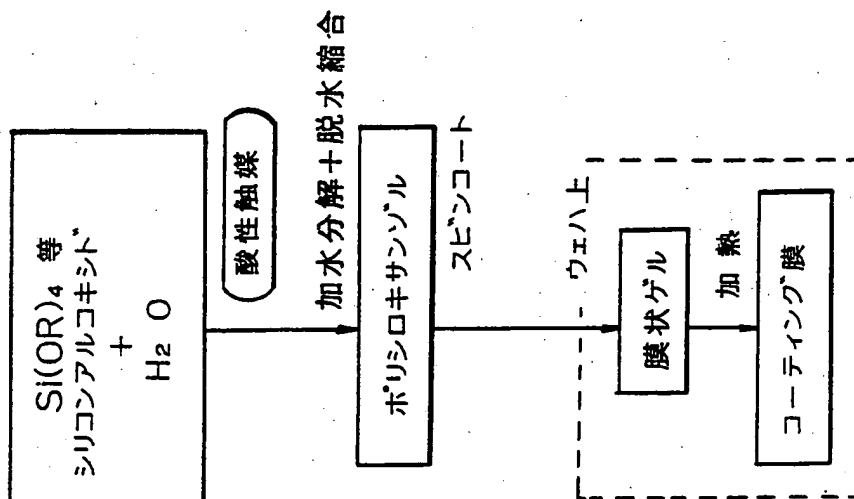 Si(OR)₄ 等
シリコンアルコキシド
+
H₂O
酸性触媒
加水分解+脱水縮合
ポリシロキサンゾル
スピンコート
ウェハ上
膜状ゲル
加熱
コーティング膜